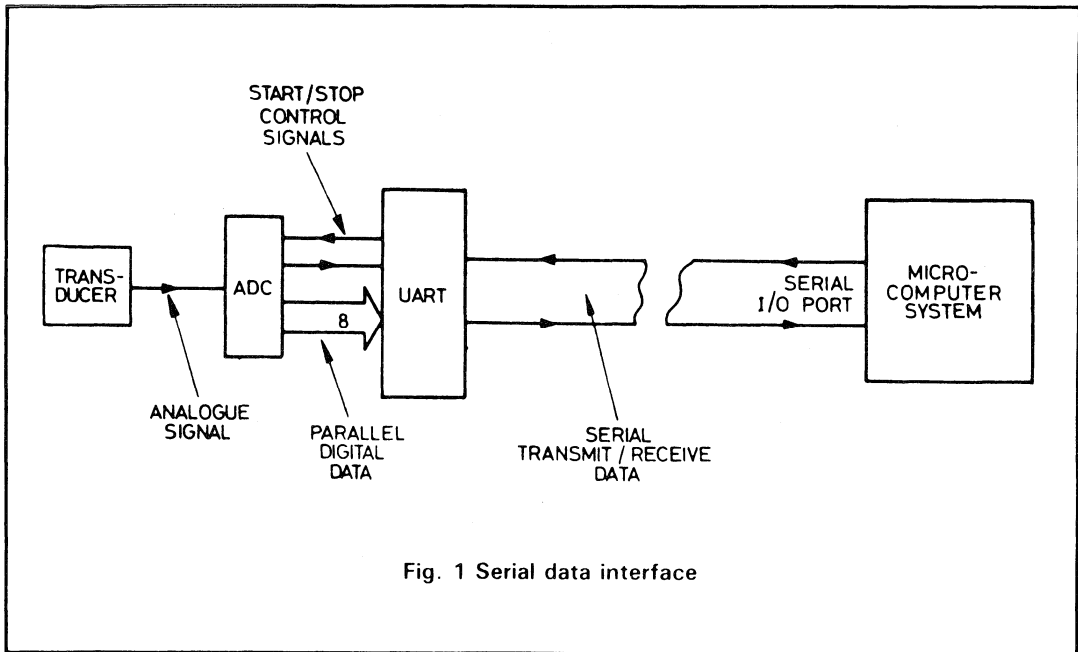 START/STOP
CONTROL
SIGNALS
TRANS-
DUCER
ADC
8
UART
SERIAL
I/O PORT
MICRO-
COMPUTER
SYSTEM
ANALOGUE
SIGNAL
PARALLEL
DIGITAL
DATA
SERIAL
TRANSMIT / RECEIVE
DATA
Fig. 1 Serial data interface